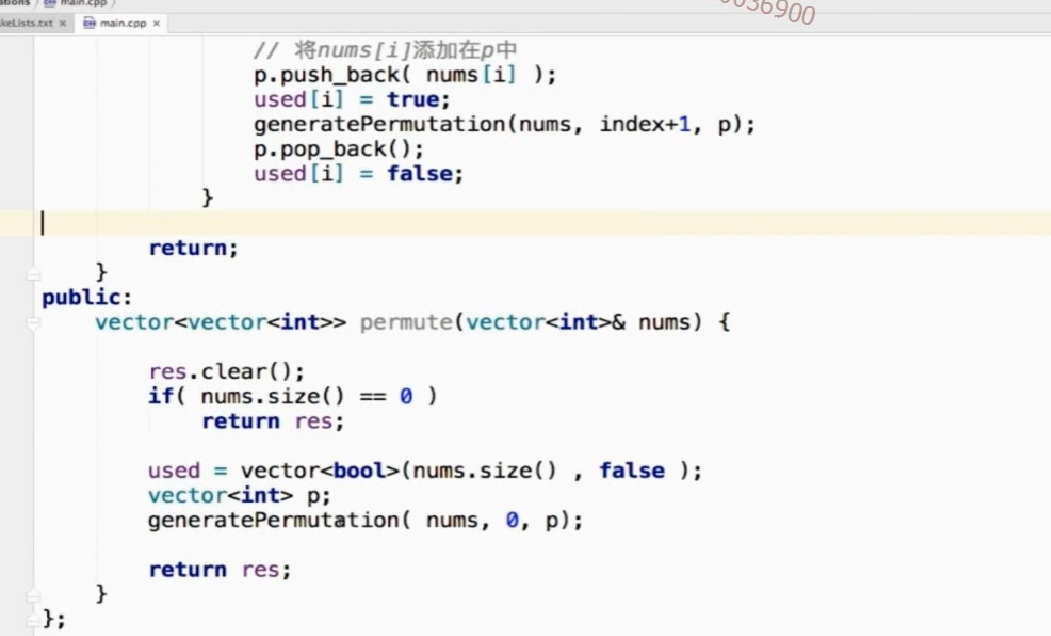 main.cpp
keLists.txt × main.cpp ×
0036900
// 将nums[i]添加在p中
p.push_back( nums[i] );
used[i] = true;
generatePermutation(nums, index+1, p);
p.pop_back();
used[i] = false;
}
return;
}
public:
vector<vector<int>> permute(vector<int>& nums) {
res.clear();
if( nums.size() == 0 )
return res;
used = vector<bool>(nums.size() , false );
vector<int> p;
generatePermutation( nums, 0, p);
return res;
}
};